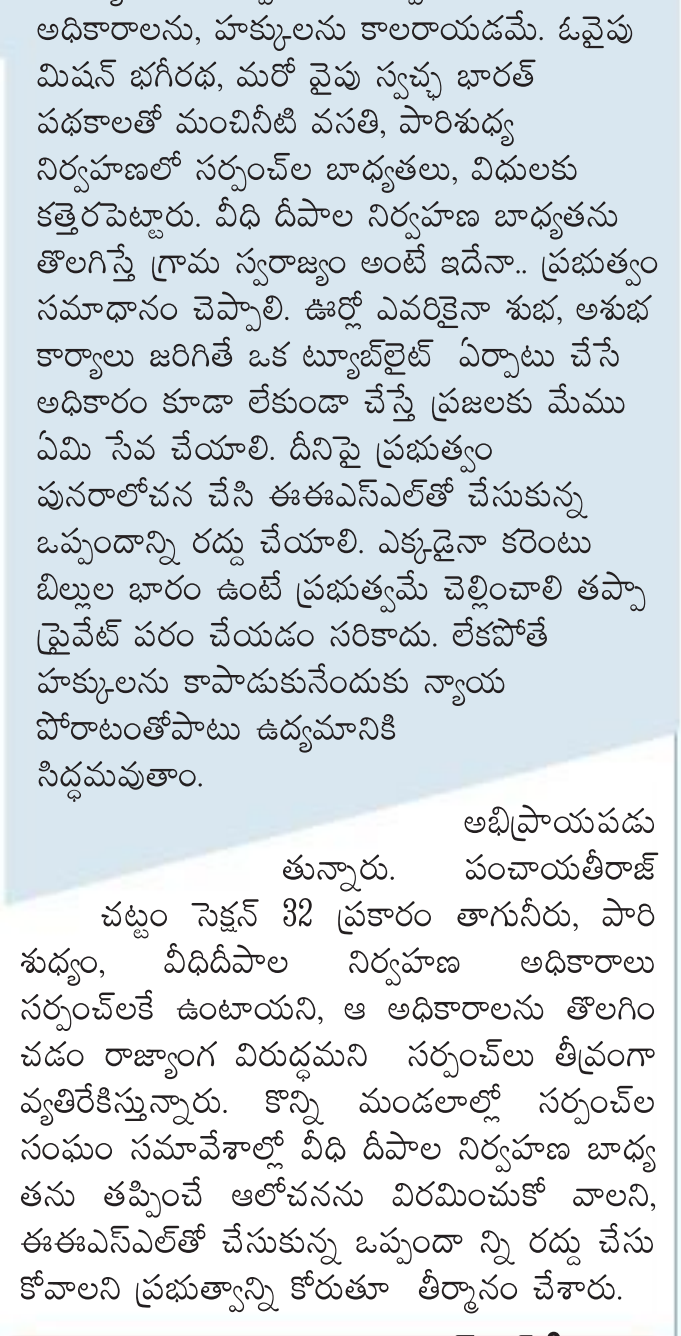 అధికారాలను, హక్కులను కాలరాయడమే. ఓవైపు
మిషన్ భగీరథ, మరో వైపు స్వచ్ఛ భారత్
పథకాలతో మంచినీటి వసతి, పారిశుధ్య
నిర్వహణలో సర్పంచ్‌ల బాధ్యతలు, విధులకు
కత్తెరపెట్టారు. వీధి దీపాల నిర్వహణ బాధ్యతను
తొలగిస్తే గ్రామ స్వరాజ్యం అంటే ఇదేనా.. ప్రభుత్వం
సమాధానం చెప్పాలి. ఊర్లో ఎవరికైనా శుభ, అశుభ
కార్యాలు జరిగితే ఒక ట్యూబ్‌లైట్ ఏర్పాటు చేసే
అధికారం కూడా లేకుండా చేస్తే ప్రజలకు మేము
ఏమి సేవ చేయాలి. దీనిపై ప్రభుత్వం
పునరాలోచన చేసి ఈఈఎస్ఎల్‌తో చేసుకున్న
ఒప్పందాన్ని రద్దు చేయాలి. ఎక్కడైనా కరెంటు
బిల్లుల భారం ఉంటే ప్రభుత్వమే చెల్లించాలి తప్పా
ప్రైవేట్ పరం చేయడం సరికాదు. లేకపోతే
హక్కులను కాపాడుకునేందుకు న్యాయ
పోరాటంతోపాటు ఉద్యమానికి
సిద్ధమవుతాం.
అభిప్రాయపడు
తున్నారు. పంచాయతీరాజ్
చట్టం సెక్షన్ 32 ప్రకారం తాగునీరు, పారి
శుధ్యం, వీధిదీపాల నిర్వహణ అధికారాలు
సర్పంచ్‌లకే ఉంటాయని, ఆ అధికారాలను తొలగిం
చడం రాజ్యాంగ విరుద్ధమని సర్పంచ్‌లు తీవ్రంగా
వ్యతిరేకిస్తున్నారు. కొన్ని మండలాల్లో సర్పంచ్‌ల
సంఘం సమావేశాల్లో వీధి దీపాల నిర్వహణ బాధ్య
తను తప్పించే ఆలోచనను విరమించుకో వాలని,
ఈఈఎస్ఎల్‌తో చేసుకున్న ఒప్పందా న్ని రద్దు చేసు
కోవాలని ప్రభుత్వాన్ని కోరుతూ తీర్మానం చేశారు.